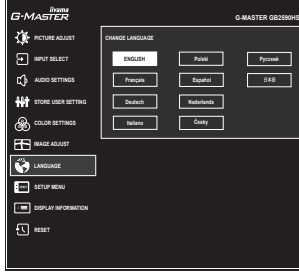 iiyama
G-MASTER
G-MASTER GB2590HS
PICTURE ADJUST
INPUT SELECT
AUDIO SETTINGS
STORE USER SETTING
COLOR SETTINGS
IMAGE ADJUST
LANGUAGE
SETUP MENU
DISPLAY INFORMATION
RESET
CHANGE LANGUAGE
ENGLISH
Polski
Русский
Français
Español
日本語
Deutsch
Nederlands
Italiano
Česky